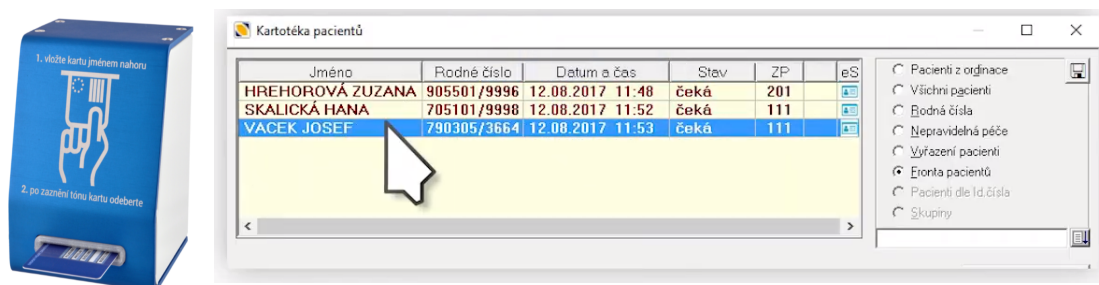 1. vložte kartu jménem nahoru
2. po zaznění tónu kartu odeberte
Kartotéka pacientů
Jméno Rodné číslo Datum a čas Stav ZP eS
HREHOROVÁ ZUZANA 905501/9996 12.08.2017 11:48 čeká 201
SKALICKÁ HANA 705101/9998 12.08.2017 11:52 čeká 111
VACEK JOSEF 790305/3664 12.08.2017 11:53 čeká 111
Pacienti z ordinace
Všichni pacienti
Rodná čísla
Nepravidelná péče
Vyřazení pacienti
Fronta pacientů
Pacienti dle Id.čísla
Skupiny